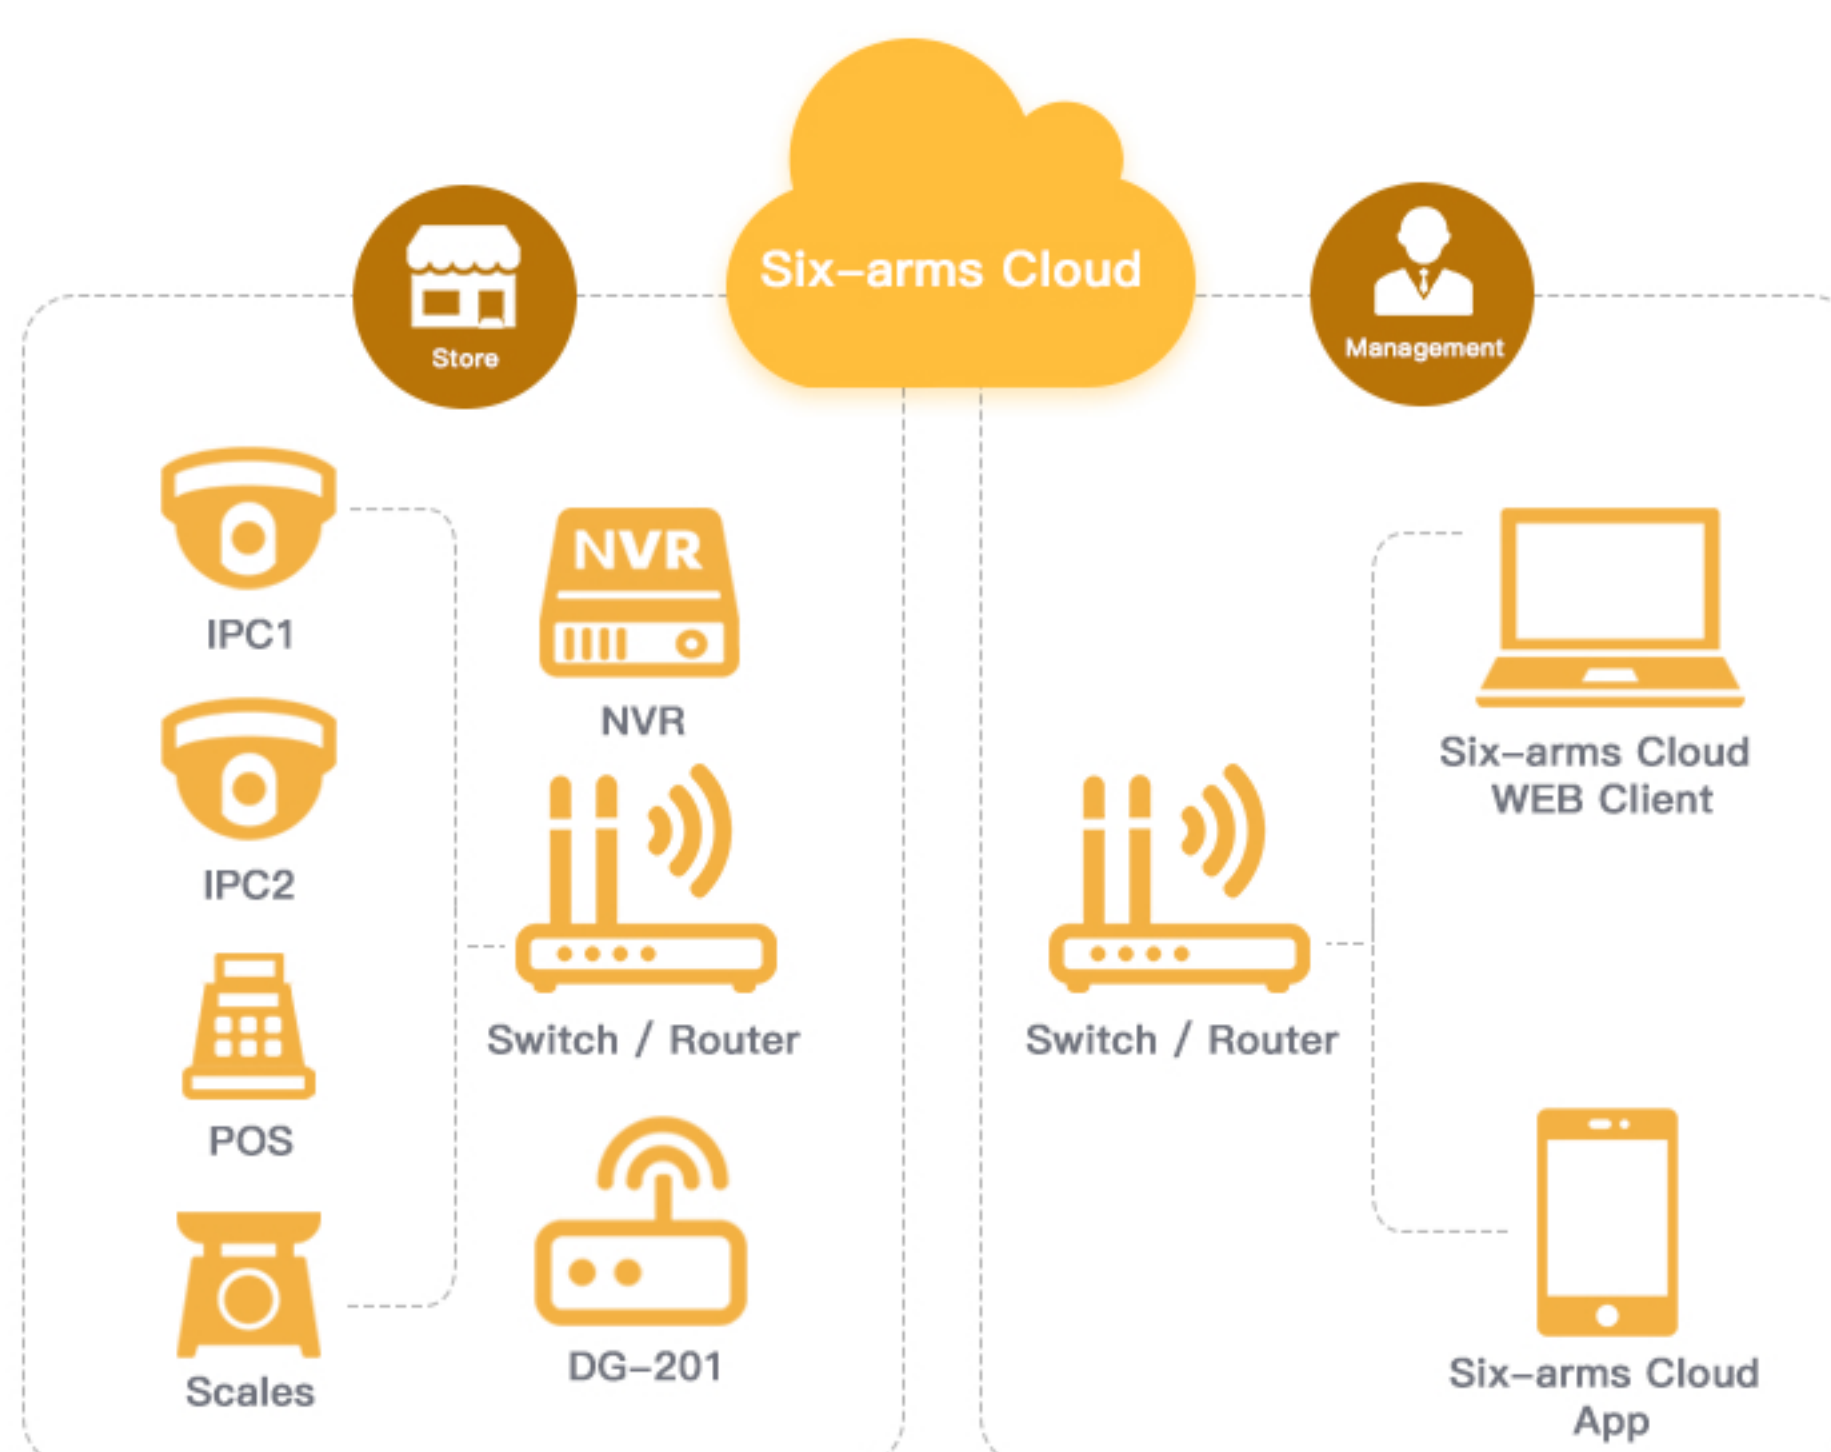 Six-arms Cloud
Store
Management
IPC1
NVR
NVR
Six-arms Cloud
WEB Client
IPC2
Switch / Router
Switch / Router
POS
DG-201
Scales
Six-arms Cloud
App